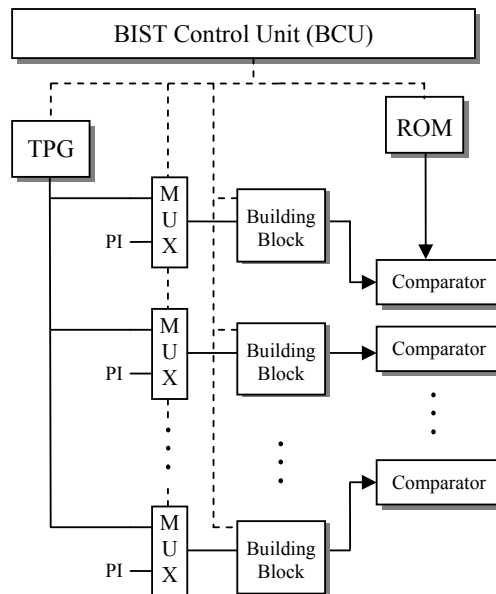 BIST Control Unit (BCU)
TPG
ROM
M
U
X
PI
Building
Block
Comparator
M
U
X
PI
Building
Block
Comparator
M
U
X
PI
Building
Block
Comparator